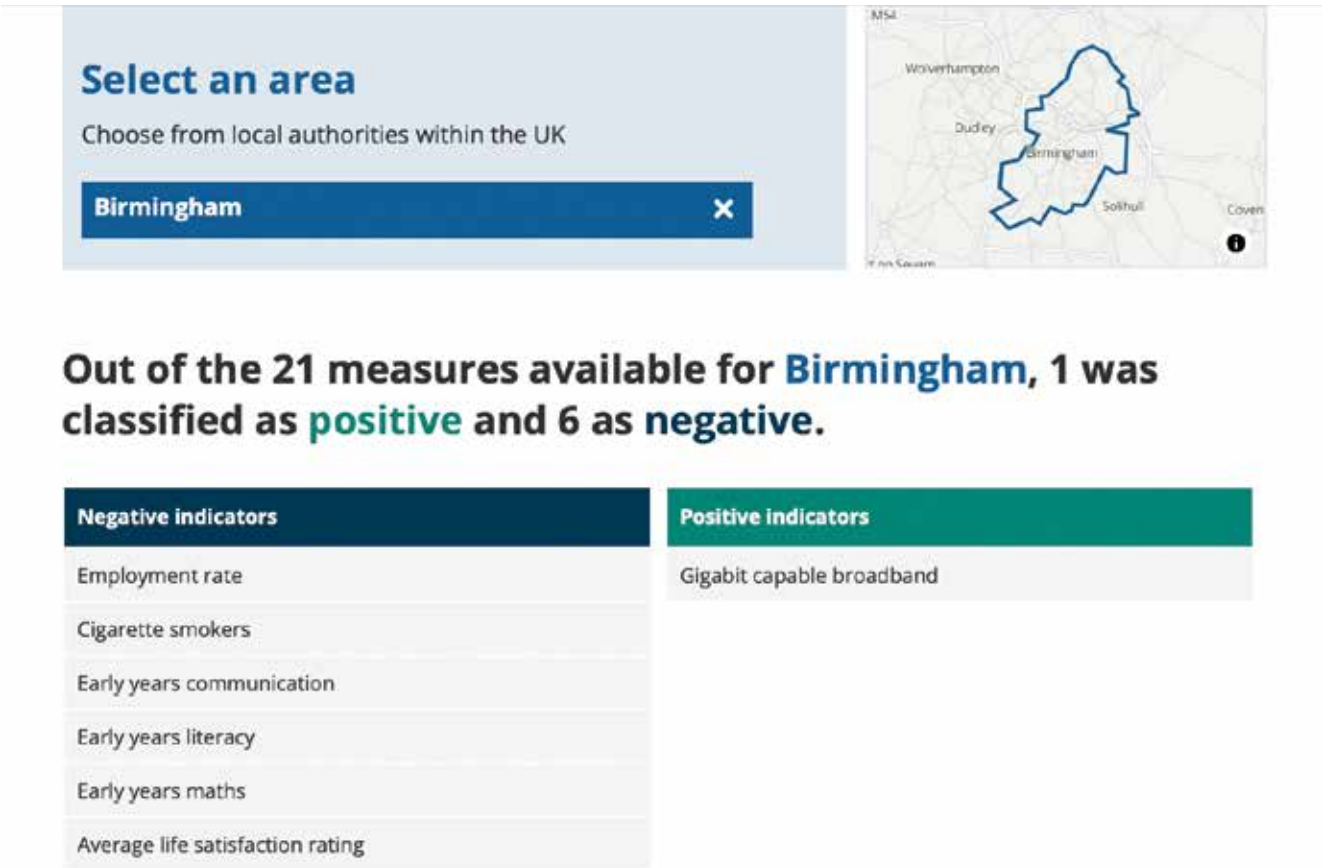 Select an area
Choose from local authorities within the UK
Birmingham
M54
Wolverhampton
Dudley
Birmingham
Solihull
Coven
Out of the 21 measures available for Birmingham, 1 was
classified as positive and 6 as negative.
Negative indicators
Employment rate
Cigarette smokers
Early years communication
Early years literacy
Early years maths
Average life satisfaction rating
Positive indicators
Gigabit capable broadband